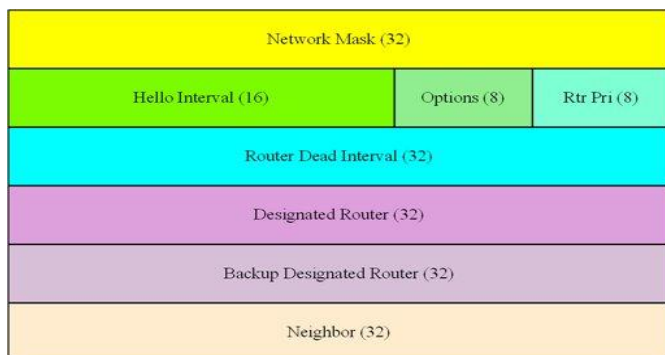 Network Mask (32)
Hello Interval (16) Options (8) Rtr Pri (8)
Router Dead Interval (32)
Designated Router (32)
Backup Designated Router (32)
Neighbor (32)